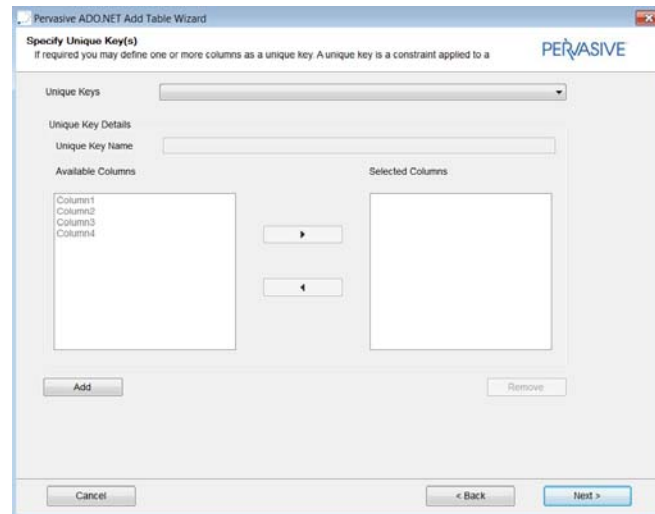 Pervasive ADO.NET Add Table Wizard
Specify Unique Key(s)
If required you may define one or more columns as a unique key. A unique key is a constraint applied to a
PERVASIVE
Unique Keys
Unique Key Details
Unique Key Name
Available Columns
Selected Columns
Column1
Column2
Column3
Column4
Add
Remove
Cancel
< Back
Next >